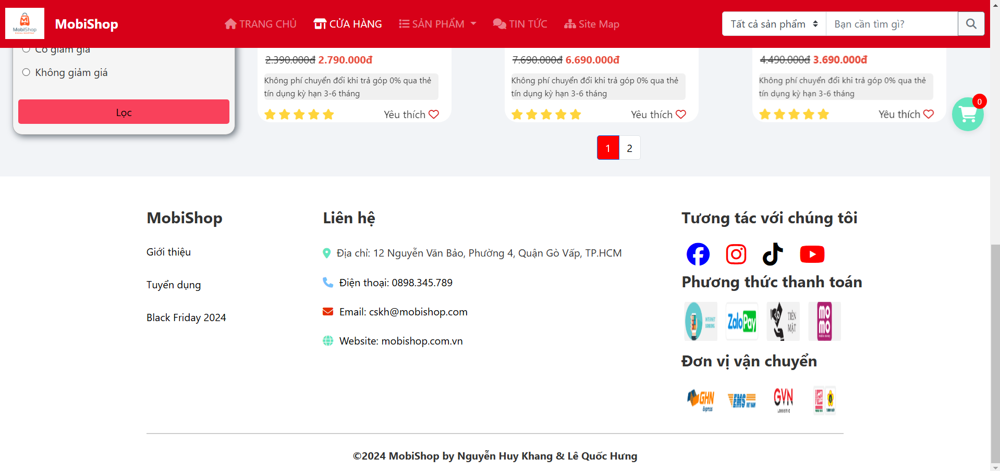 MobiShop
MobiShop
TRANG CHỦ
CỬA HÀNG
SẢN PHẨM
TIN TỨC
Site Map
Tất cả sản phẩm
Bạn cần tìm gì?
Có giảm giá
Không giảm giá
Lọc
2.390.000đ 2.790.000đ
Không phí chuyển đổi khi trả góp 0% qua thẻ
tín dụng kỳ hạn 3-6 tháng
Yêu thích
7.690.000đ 6.690.000đ
Không phí chuyển đổi khi trả góp 0% qua thẻ
tín dụng kỳ hạn 3-6 tháng
Yêu thích
4.490.000đ 3.690.000đ
Không phí chuyển đổi khi trả góp 0% qua thẻ
tín dụng kỳ hạn 3-6 tháng
Yêu thích
0
1 2
MobiShop
Giới thiệu
Tuyển dụng
Black Friday 2024
Liên hệ
Địa chỉ: 12 Nguyễn Văn Bảo, Phường 4, Quận Gò Vấp, TP.HCM
Điện thoại: 0898.345.789
Email: cskh@mobishop.com
Website: mobishop.com.vn
Tương tác với chúng tôi
Phương thức thanh toán
INTERNET
BANKING
ZaloPay
TIỀN
MẶT
MOMO
Đơn vị vận chuyển
GHN
Express
EMS VIỆT NAM
GVN
LOGISTIC
©2024 MobiShop by Nguyễn Huy Khang & Lê Quốc Hưng